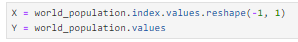 X = world_population.index.values.reshape(-1, 1)
Y = world_population.values